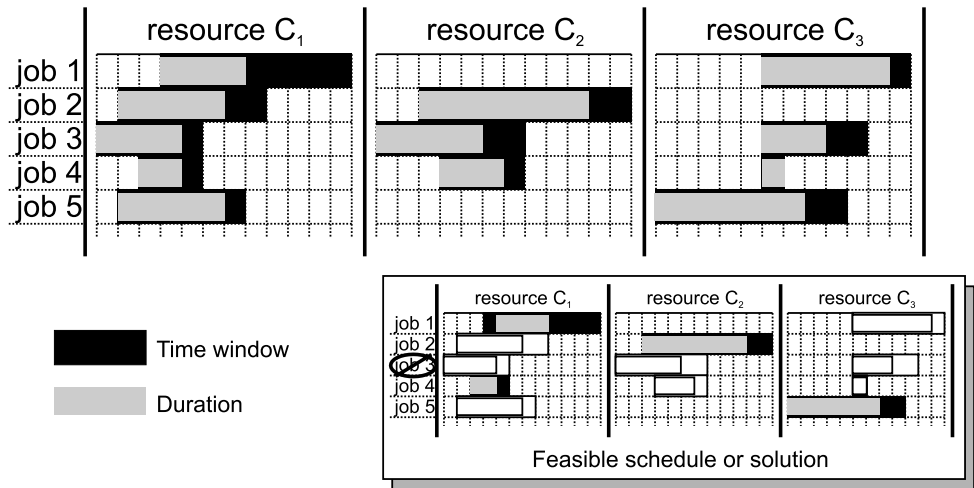 resource C1 resource C2 resource C3
job 1
job 2
job 3
job 4
job 5
Time window
Duration
resource C1 resource C2 resource C3
job 1
job 2
job 3
job 4
job 5
Feasible schedule or solution